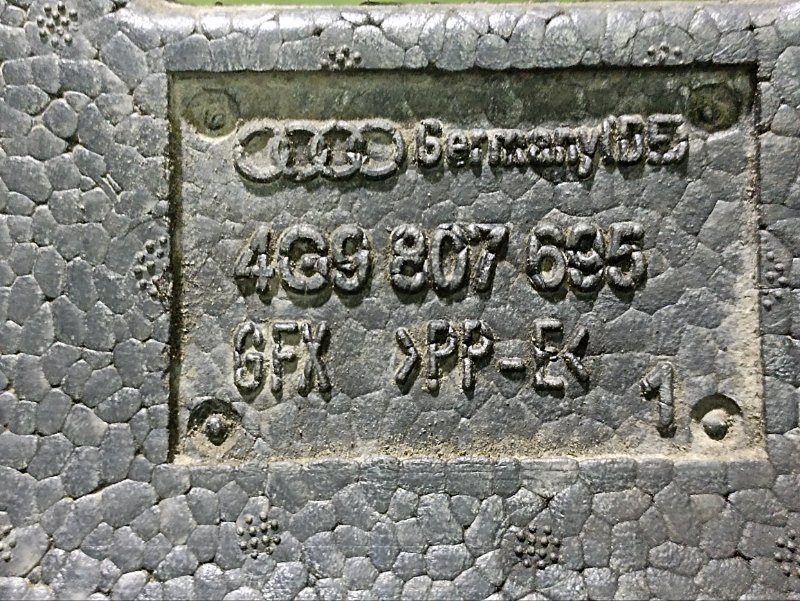 Germany/DE
4G9 807 695
GFX >PP-E<
1